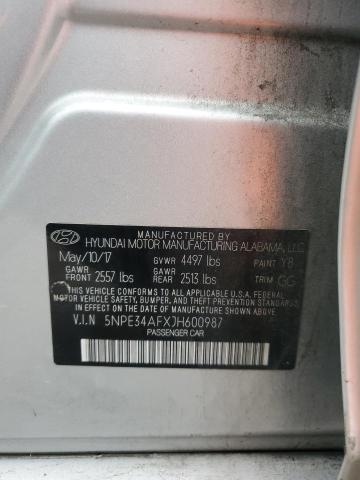 MANUFACTURED BY
HYUNDAI MOTOR MANUFACTURING ALABAMA, LLC
May/10/17 GVWR 4497 lbs PAINT Y8
GAWR FRONT 2557 lbs GAWR REAR 2513 lbs TRIM GG
THIS VEHICLE CONFORMS TO ALL APPLICABLE U.S. FEDERAL
MOTOR VEHICLE SAFETY, BUMPER, AND THEFT PREVENTION STANDARDS
IN EFFECT ON THE DATE OF MANUFACTURE SHOWN ABOVE.
V.I.N 5NPE34AFXJH600987
PASSENGER CAR